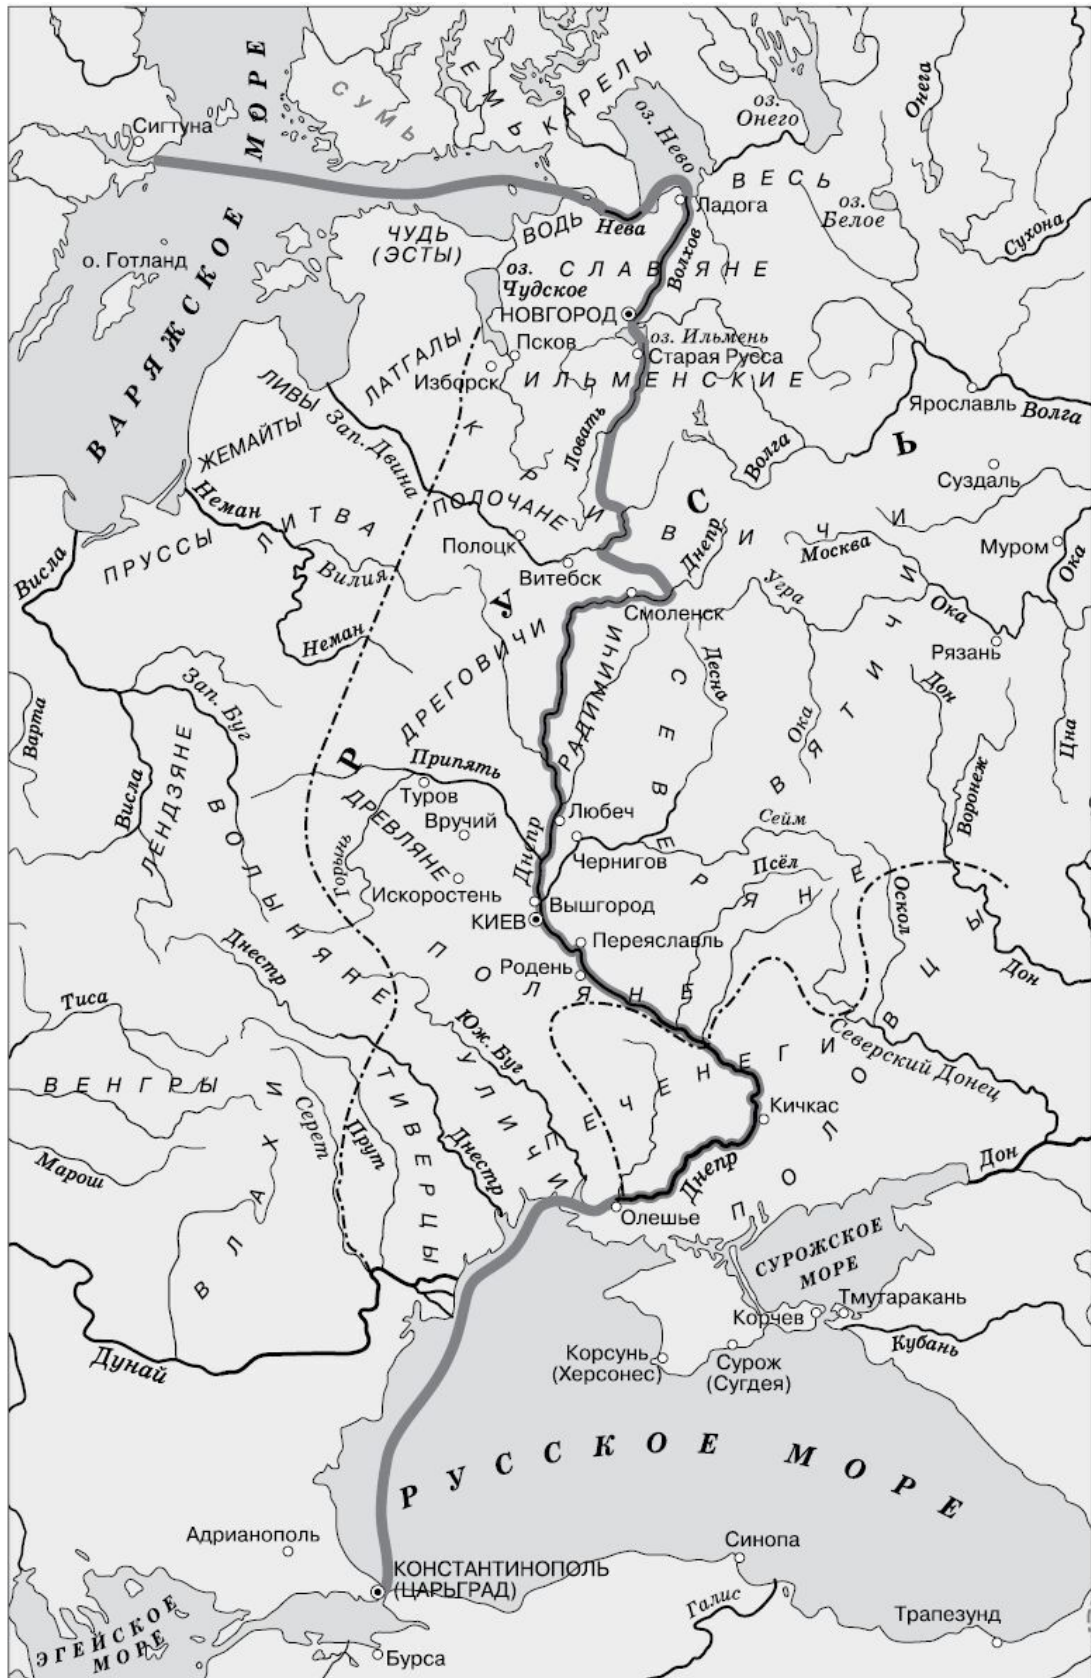 ВАРЯЖСКОЕ МОРЕ
СУМЬ
ЕМЬ
КАРЕЛЫ
оз. Нево
оз.
Онего
Онега
Сигтуна
ВЕСЬ
Ладога
оз.
Белое
Сухона
ВОДЬ
Нева
ЧУДЬ
(ЭСТЫ)
Волхов
о. Готланд
оз.
Чудское
СЛАВЯНЕ
НОВГОРОД
оз. Ильмень
Псков
Старая Русса
Изборск
ИЛЬМЕНСКИЕ
ЛАТГАЛЫ
ЛИВЫ
Зап. Двина
ЖЕМАЙТЫ
КРИВИЧИ
Ловать
Волга
Ярославль
Волга
РУСЬ
Суздаль
Неман
ЛИТВА
ПОЛОЧАНЕ
Полоцк
Витебск
Днепр
Москва
Муром
Ока
Висла
ПРУССЫ
Вилия
Неман
Смоленск
Угра
Ока
Рязань
ДРЕГОВИЧИ
РАДИМИЧИ
СЕВЕРЯНЕ
Десна
Ока
ВЯТИЧИ
Дон
Цна
Варта
Зап. Буг
Висла
ЛЕНДЗЯНЕ
ВОЛЫНЯНЕ
Припять
Туров
ДРЕВЛЯНЕ
Вручий
Горынь
Искоростень
Любеч
Днепр
Чернигов
Сейм
Псёл
Воронеж
Оскол
Вышгород
КИЕВ
Переяславль
Родень
ПОЛЯНЕ
ПОЛОВЦЫ
Дон
Днестр
Тиса
Юж. Буг
УЛИЧИ
ПЕЧЕНЕГИ
Северский Донец
ВЕНГРЫ
ВЛАХИ
Серет
Прут
ТИВЕРЦЫ
Днестр
Марош
Кичкас
Днепр
Дон
Олешье
СУРОЖСКОЕ
МОРЕ
Тмутаракань
Корчев
Кубань
Дунай
Корсунь
(Херсонес)
Сурож
(Сугдея)
РУССКОЕ МОРЕ
Адрианополь
Синопа
КОНСТАНТИНОПОЛЬ
(ЦАРЬГРАД)
Галис
Трапезунд
ЭГЕЙСКОЕ
МОРЕ
Бурса